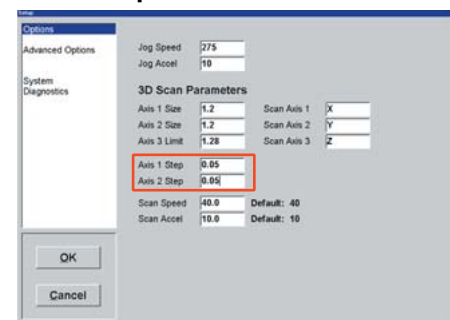 Setup
Options
Advanced Options
System
Diagnostics
OK
Cancel
Jog Speed 275
Jog Accel 10
3D Scan Parameters
Axis 1 Size 1.2 Scan Axis 1 X
Axis 2 Size 1.2 Scan Axis 2 Y
Axis 3 Limit 1.28 Scan Axis 3 Z
Axis 1 Step 0.05
Axis 2 Step 0.05
Scan Speed 40.0 Default: 40
Scan Accel 10.0 Default: 10